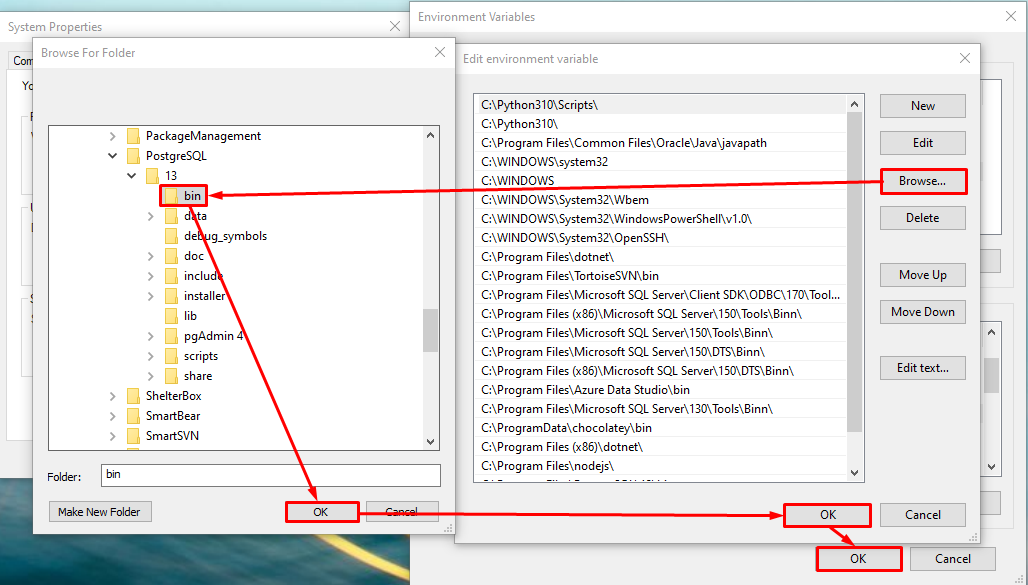 System Properties
Environment Variables
Browse For Folder
Edit environment variable
PackageManagement
PostgreSQL
13
bin
data
debug_symbols
doc
include
installer
lib
pgAdmin 4
scripts
share
ShelterBox
SmartBear
SmartSVN
Folder:
bin
Make New Folder
OK
Cancel
C:\Python310\Scripts\
C:\Python310\
C:\Program Files\Common Files\Oracle\Java\javapath
C:\WINDOWS\system32
C:\WINDOWS
C:\WINDOWS\System32\Wbem
C:\WINDOWS\System32\WindowsPowerShell\v1.0\
C:\WINDOWS\System32\OpenSSH\
C:\Program Files\dotnet\
C:\Program Files\TortoiseSVN\bin
C:\Program Files\Microsoft SQL Server\Client SDK\ODBC\170\Tool...
C:\Program Files (x86)\Microsoft SQL Server\150\Tools\Binn\
C:\Program Files\Microsoft SQL Server\150\Tools\Binn\
C:\Program Files\Microsoft SQL Server\150\DTS\Binn\
C:\Program Files (x86)\Microsoft SQL Server\150\DTS\Binn\
C:\Program Files\Azure Data Studio\bin
C:\Program Files\Microsoft SQL Server\130\Tools\Binn\
C:\ProgramData\chocolatey\bin
C:\Program Files (x86)\dotnet\
C:\Program Files\nodejs\
New
Edit
Browse...
Delete
Move Up
Move Down
Edit text...
OK
Cancel
OK
Cancel